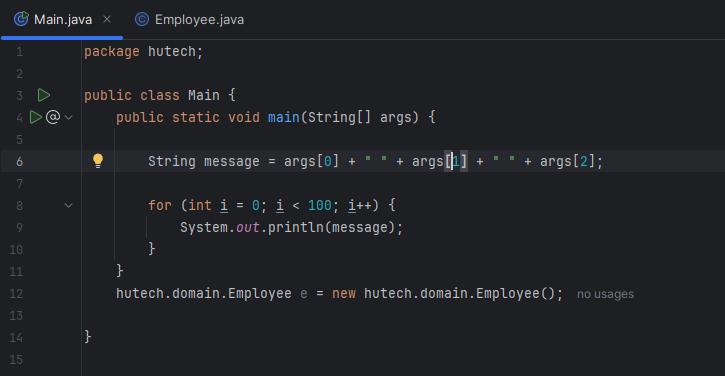 Main.java × Employee.java
1 package hutech;
2
3 public class Main {
4 @ public static void main(String[] args) {
5
6 String message = args[0] + " " + args[1] + " " + args[2];
7
8 for (int i = 0; i < 100; i++) {
9 System.out.println(message);
10 }
11 }
12 hutech.domain.Employee e = new hutech.domain.Employee(); no usages
13
14 }
15